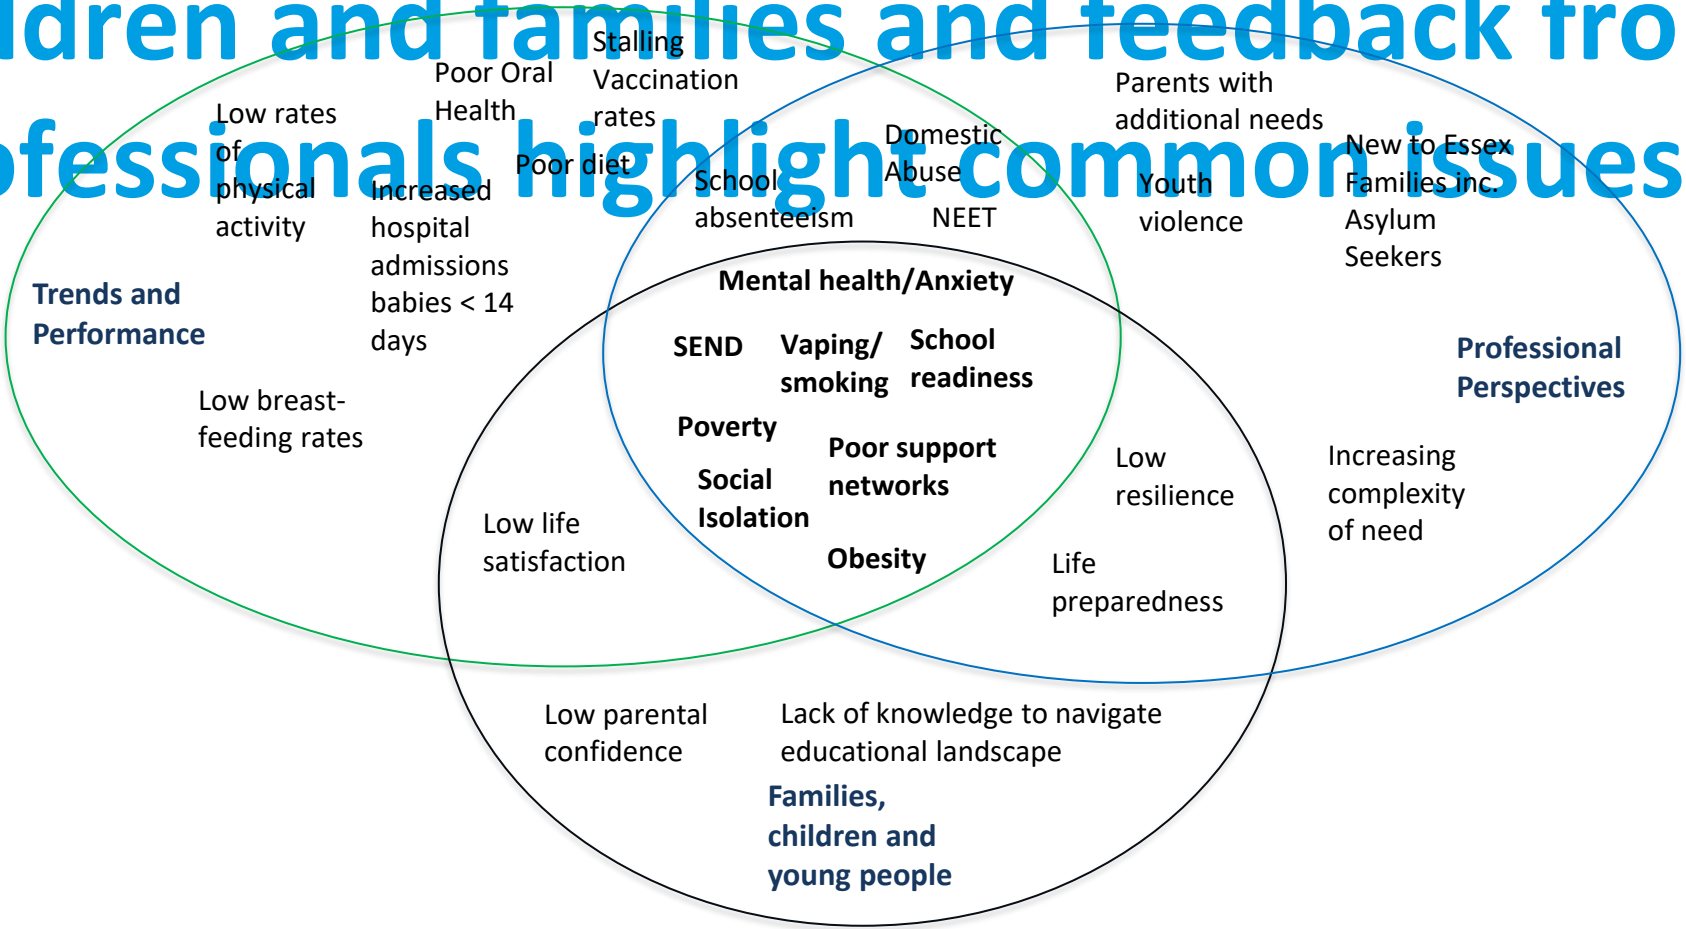 ldren and families and feedback fro
ofessionals highlight common issues
Stalling
Vaccination
rates
Poor Oral
Health
Low rates
of
physical
activity
Poor diet
Increased
hospital
admissions
babies < 14
days
Trends and
Performance
Low breast-
feeding rates
School
absenteeism
Domestic
Abuse
NEET
Parents with
additional needs
Youth
violence
New to Essex
Families inc.
Asylum
Seekers
Professional
Perspectives
Increasing
complexity
of need
Mental health/Anxiety
SEND
Vaping/
smoking
School
readiness
Poverty
Poor support
networks
Social
Isolation
Obesity
Low life
satisfaction
Low
resilience
Life
preparedness
Low parental
confidence
Lack of knowledge to navigate
educational landscape
Families,
children and
young people